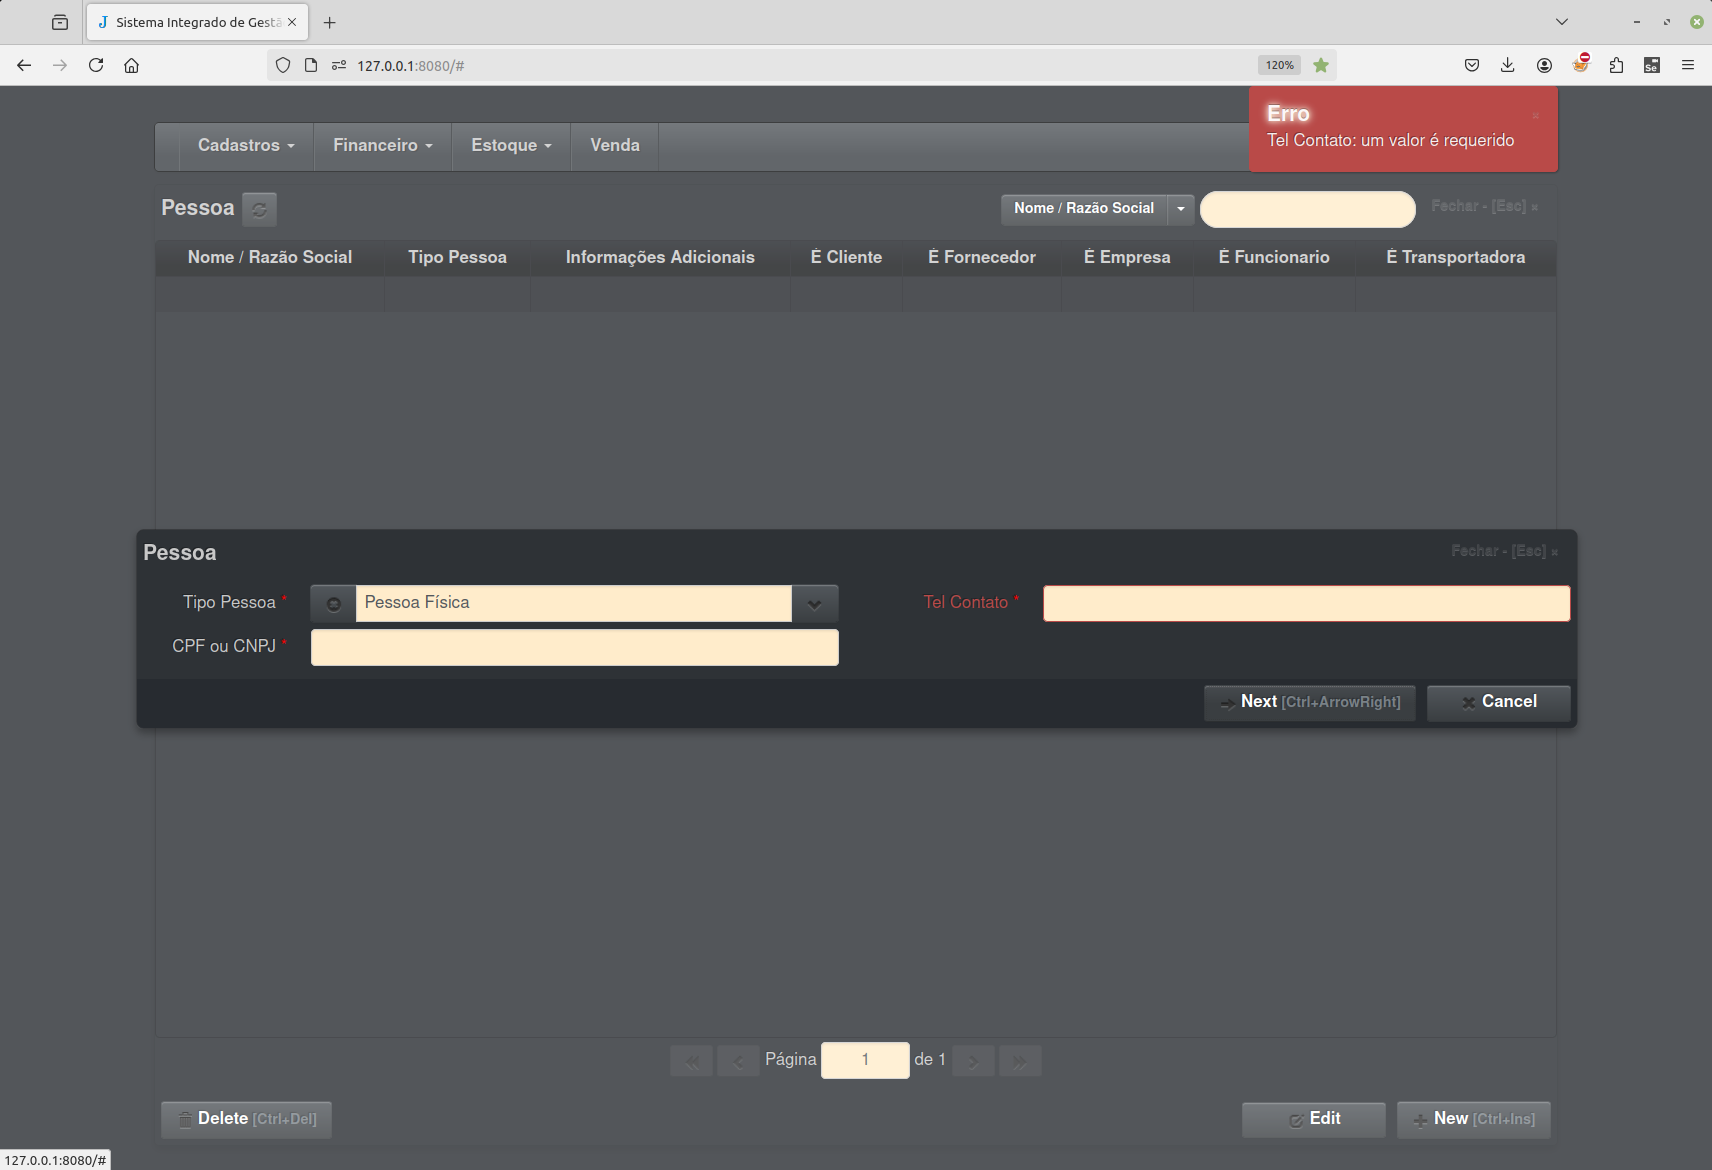 Sistema Integrado de Gestã
127.0.0.1:8080/#
120%
Erro
Tel Contato: um valor é requerido
Cadastros
Financeiro
Estoque
Venda
Pessoa
Nome / Razão Social
Fechar - [Esc] ×
Nome / Razão Social
Tipo Pessoa
Informações Adicionais
É Cliente
É Fornecedor
É Empresa
É Funcionario
É Transportadora
Pessoa
Fechar - [Esc] ×
Tipo Pessoa *
Pessoa Física
Tel Contato *
CPF ou CNPJ *
Next [Ctrl+ArrowRight]
Cancel
Página 1 de 1
Delete [Ctrl+Del]
Edit
New [Ctrl+Ins]
127.0.0.1:8080/#